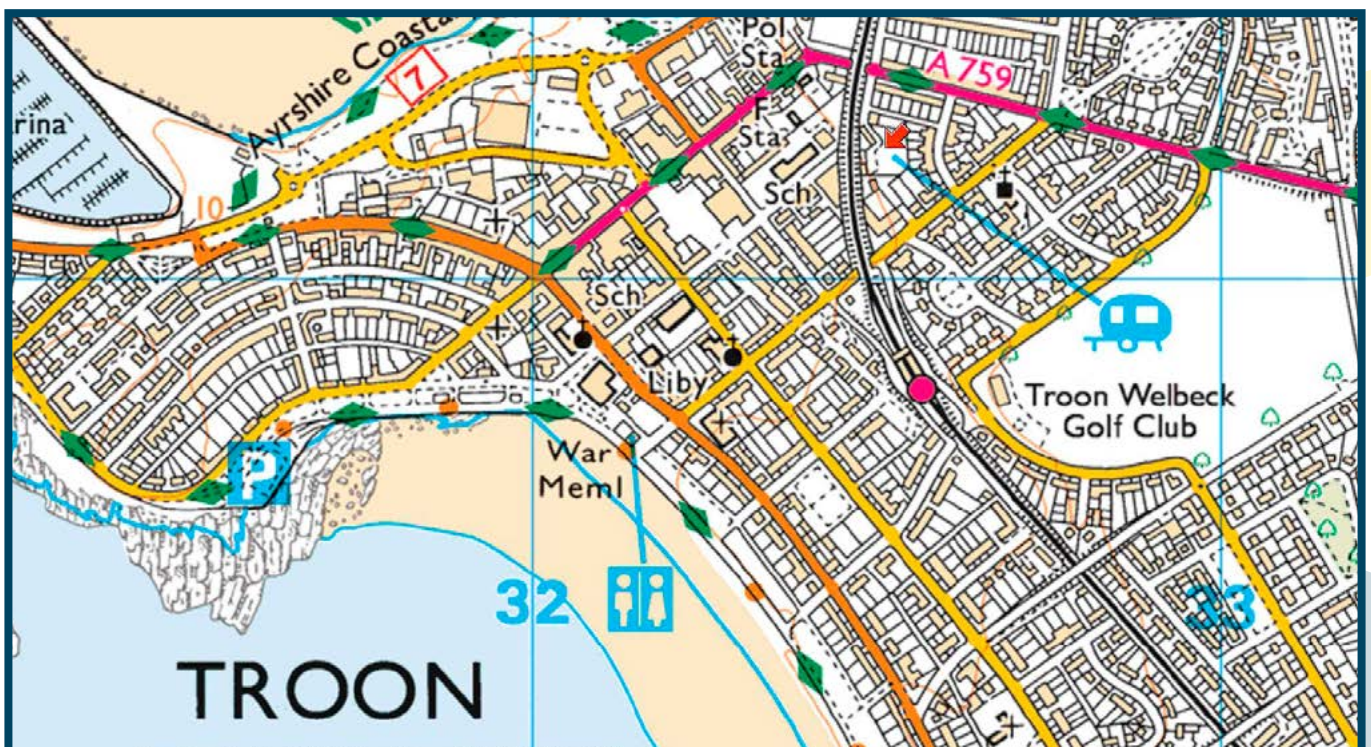 Pol
Sta
A 759
Ayrshire Coasta
7
rina
F
Sta
Sch
10
Sch
Liby
Troon Welbeck
Golf Club
P
War
Meml
32
33
TROON